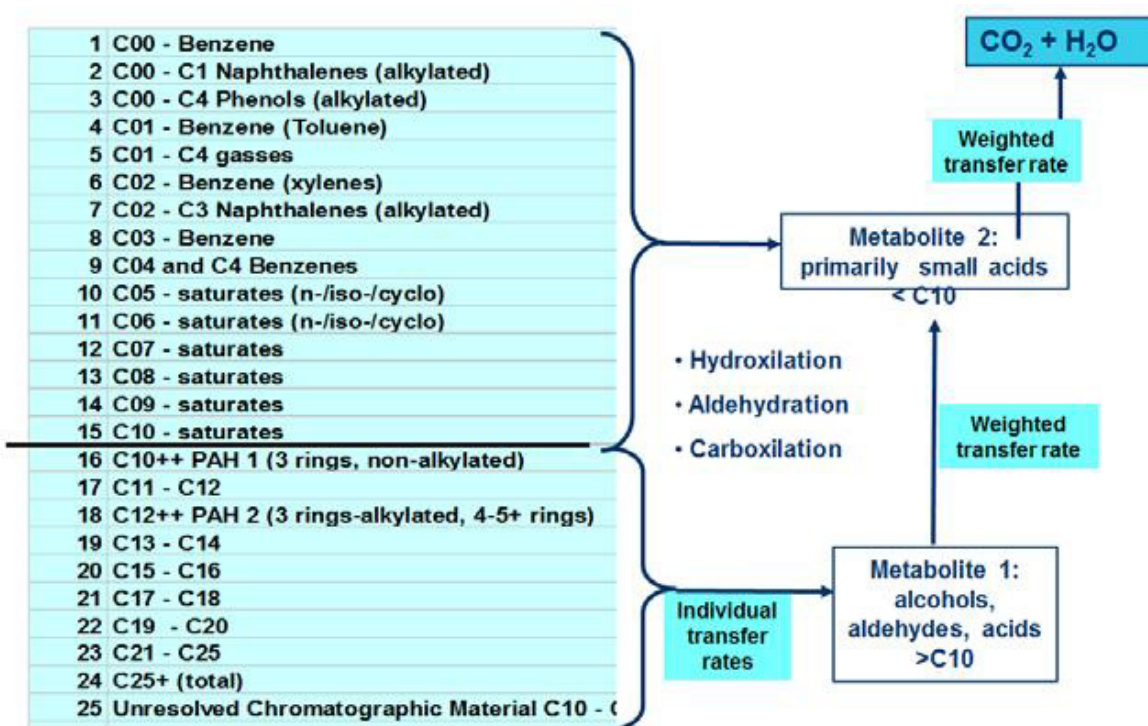 1 C00 - Benzene
2 C00 - C1 Naphthalenes (alkylated)
3 C00 - C4 Phenols (alkylated)
4 C01 - Benzene (Toluene)
5 C01 - C4 gasses
6 C02 - Benzene (xylenes)
7 C02 - C3 Naphthalenes (alkylated)
8 C03 - Benzene
9 C04 and C4 Benzenes
10 C05 - saturates (n-/iso-/cyclo)
11 C06 - saturates (n-/iso-/cyclo)
12 C07 - saturates
13 C08 - saturates
14 C09 - saturates
15 C10 - saturates
16 C10++ PAH 1 (3 rings, non-alkylated)
17 C11 - C12
18 C12++ PAH 2 (3 rings-alkylated, 4-5+ rings)
19 C13 - C14
20 C15 - C16
21 C17 - C18
22 C19 - C20
23 C21 - C25
24 C25+ (total)
25 Unresolved Chromatographic Material C10 -
CO2 + H2O
Weighted
transfer rate
Metabolite 2:
primarily small acids
< C10
• Hydroxilation
• Aldehydration
• Carboxilation
Weighted
transfer rate
Individual
transfer
rates
Metabolite 1:
alcohols,
aldehydes, acids
>C10